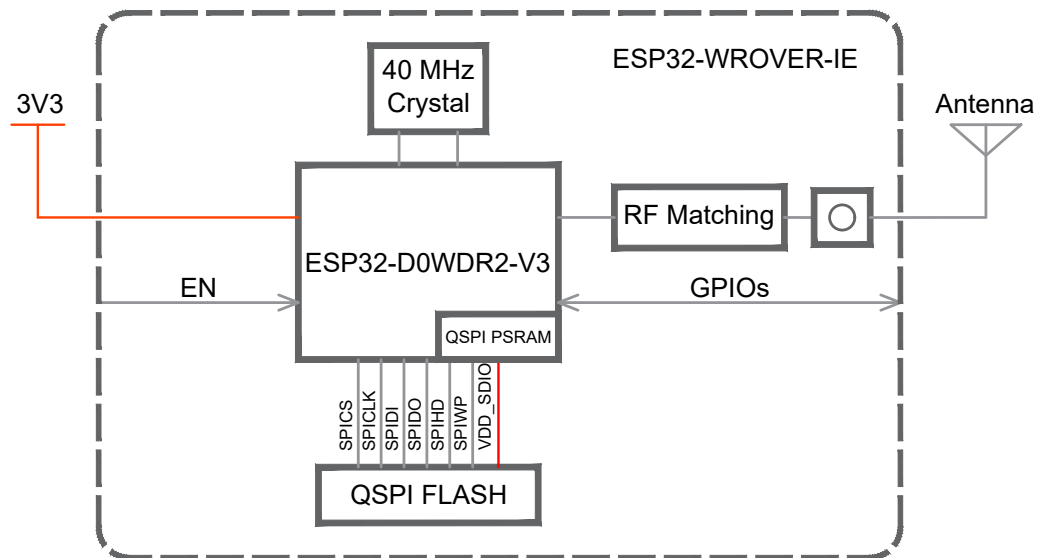 ESP32-WROVER-IE
40 MHz
Crystal
3V3
Antenna
RF Matching
ESP32-D0WDR2-V3
EN
GPIOs
QSPI PSRAM
SPICS
SPICLK
SPIDI
SPIDO
SPIHD
SPIWP
VDD_SDIO
QSPI FLASH